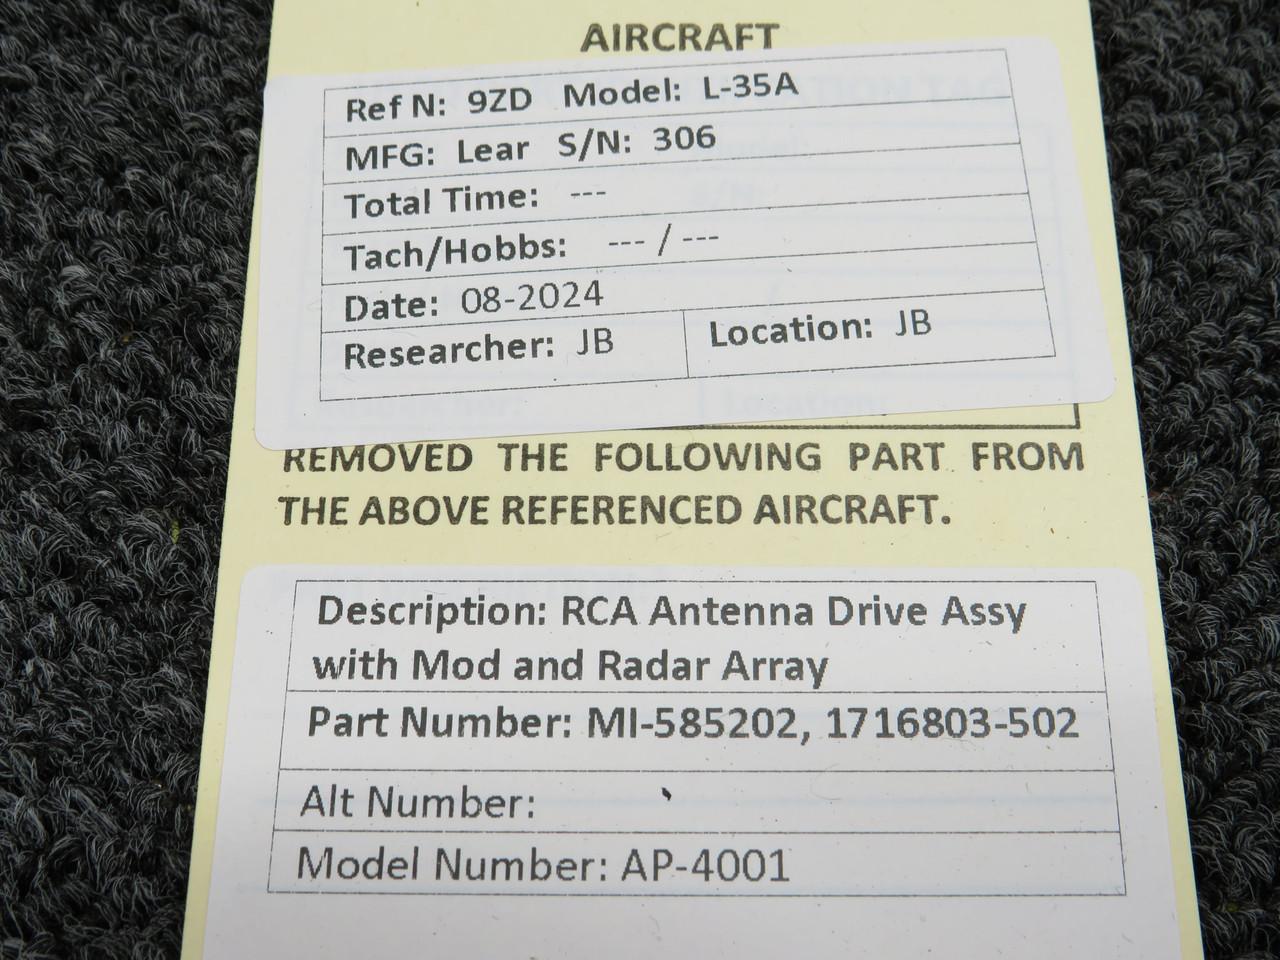 AIRCRAFT
Ref N: 9ZD Model: L-35A
MFG: Lear S/N: 306
Total Time: ---
Tach/Hobbs: --- / ---
Date: 08-2024
Researcher: JB Location: JB
REMOVED THE FOLLOWING PART FROM
THE ABOVE REFERENCED AIRCRAFT.
Description: RCA Antenna Drive Assy
with Mod and Radar Array
Part Number: MI-585202, 1716803-502
Alt Number:
Model Number: AP-4001